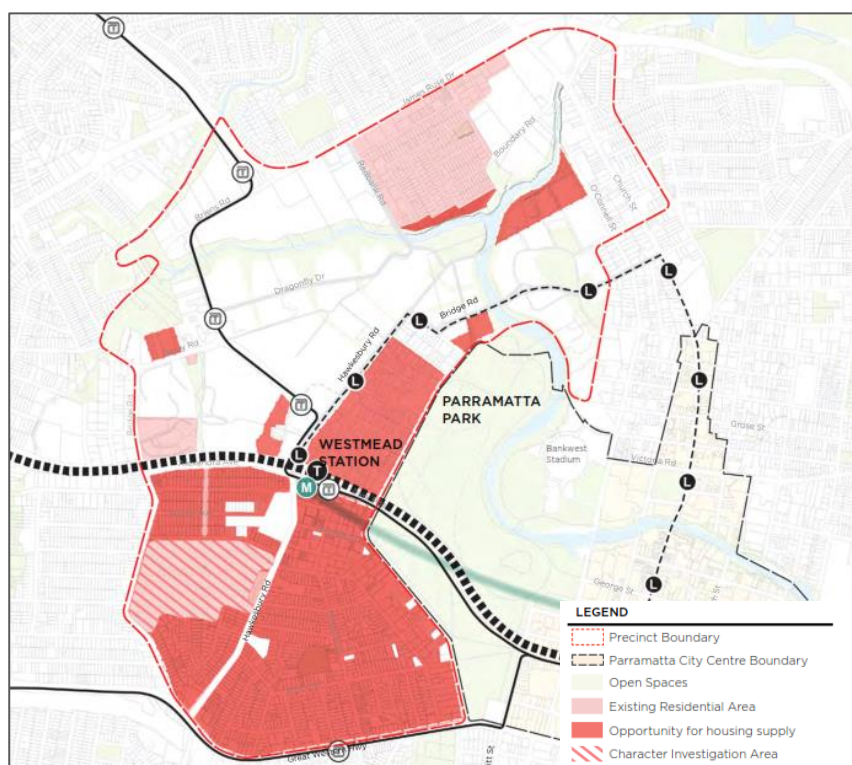 James Ruse Dr
Boundary Rd
Redbank Rd
Church St
O'Connell St
Briens Rd
Dragonfly Dr
Bridge Rd
L
L
L
L
Hawkesbury Rd
L
L
PARRAMATTA
PARK
Grose St
WESTMEAD
STATION
Bankwest
Stadium
Victoria Rd
L
T
M
L
George St
L
Hawkesbury Rd
Great Western Hwy
LEGEND
Precinct Boundary
Parramatta City Centre Boundary
Open Spaces
Existing Residential Area
Opportunity for housing supply
Character Investigation Area